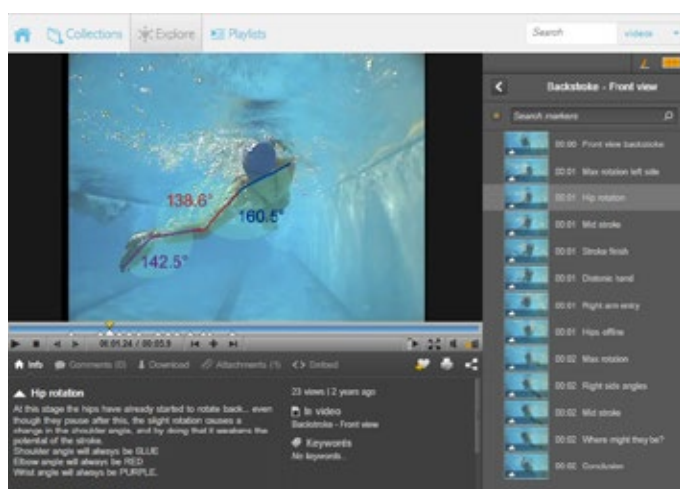 Collections
Explore
Playlists
Search
videos
138.6°
160.5°
142.5°
00:01.24 / 00:05.9
Info
Comments (0)
Download
Attachments (1)
Embed
Hip rotation
At this stage the hips have already started to rotate back... even
though they pause after this, the slight rotation causes a
change in the shoulder angle, and by doing that it weakens the
potential of the stroke.
Shoulder angle will always be BLUE
Elbow angle will always be RED
Wrist angle will always be PURPLE.
23 views | 2 years ago
In video
Backstroke - Front view
Keywords
No keywords..
Backstroke - Front view
Search markers
00:00 Front view backstroke
00:01 Max rotation left side
00:01 Hip rotation
00:01 Mid stroke
00:01 Stroke finish
00:01 Distonic hand
00:01 Right arm entry
00:01 Hips offline
00:02 Max rotation
00:02 Right side angles
00:02 Mid stroke
00:02 Where might they be?
00:02 Conclusion